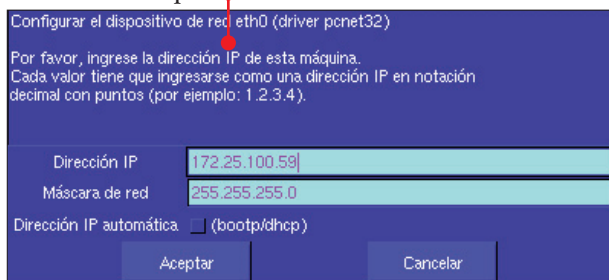 Configurar el dispositivo de red eth0 (driver pcnet32)
Por favor, ingrese la dirección IP de esta máquina.
Cada valor tiene que ingresarse como una dirección IP en notación
decimal con puntos (por ejemplo: 1.2.3.4).
Dirección IP 172.25.100.59
Máscara de red 255.255.255.0
Dirección IP automática (bootp/dhcp)
Aceptar Cancelar